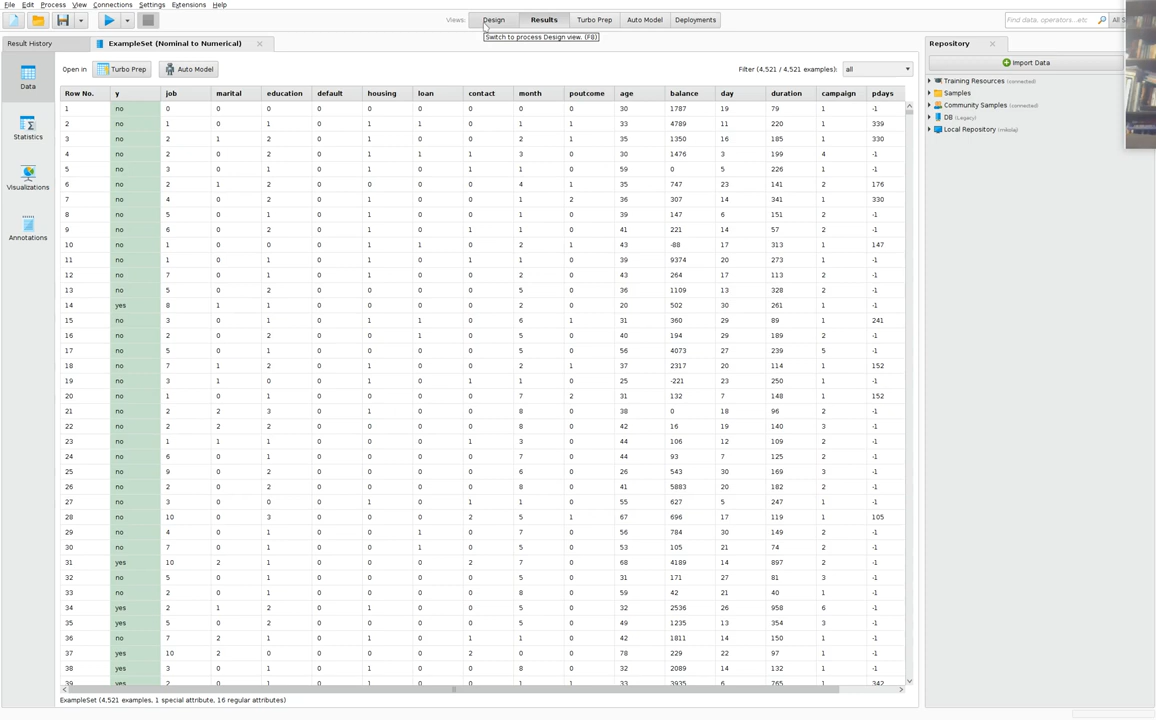 File Edit Process View Connections Settings Extensions Help
Views: Design Results Turbo Prep Auto Model Deployments Find data, operators...etc All S
Switch to process Design view. (F8)
Result History ExampleSet (Nominal to Numerical) Repository
Open in Turbo Prep Auto Model Filter (4,521 / 4,521 examples): all Import Data
Data
Statistics
Visualizations
Annotations
Training Resources (connected)
Samples
Community Samples (connected)
DB (Legacy)
Local Repository (mikolaj)
Row No. y job marital education default housing loan contact month poutcome age balance day duration campaign pdays
1 no 0 0 0 0 0 0 0 0 0 30 1787 19 79 1 -1
2 no 1 0 1 0 1 1 0 1 1 33 4789 11 220 1 339
3 no 2 1 2 0 1 0 0 2 1 35 1350 16 185 1 330
4 no 2 0 2 0 1 1 1 3 0 30 1476 3 199 4 -1
5 no 3 0 1 0 1 0 1 1 0 59 0 5 226 1 -1
6 no 2 1 2 0 0 0 0 4 1 35 747 23 141 2 176
7 no 4 0 2 0 1 0 0 1 2 36 307 14 341 1 330
8 no 5 0 1 0 1 0 0 1 0 39 147 6 151 2 -1
9 no 6 0 2 0 1 0 1 1 0 41 221 14 57 2 -1
10 no 1 0 0 0 1 1 0 2 1 43 -88 17 313 1 147
11 no 1 0 1 0 1 0 1 1 0 39 9374 20 273 1 -1
12 no 7 0 1 0 1 0 0 2 0 43 264 17 113 2 -1
13 no 5 0 2 0 0 0 0 5 0 36 1109 13 328 2 -1
14 yes 8 1 1 0 0 0 0 2 0 20 502 30 261 1 -1
15 no 3 0 1 0 1 1 0 6 1 31 360 29 89 1 241
16 no 2 0 2 0 0 1 0 5 0 40 194 29 189 2 -1
17 no 5 0 1 0 0 0 0 5 0 56 4073 27 239 5 -1
18 no 7 1 2 0 1 0 0 2 1 37 2317 20 114 1 152
19 no 3 1 0 0 1 0 1 1 0 25 -221 23 250 1 -1
20 no 1 0 1 0 0 0 0 7 2 31 132 7 148 1 152
21 no 2 2 3 0 1 0 0 8 0 38 0 18 96 2 -1
22 no 2 2 2 0 0 0 0 8 0 42 16 19 140 3 -1
23 no 1 1 1 0 0 0 1 3 0 44 106 12 109 2 -1
24 no 6 0 1 0 0 0 0 7 0 44 93 7 125 2 -1
25 no 9 0 2 0 0 0 0 6 0 26 543 30 169 3 -1
26 no 2 0 2 0 0 0 0 8 0 41 5883 20 182 2 -1
27 no 3 0 0 0 1 0 1 1 0 55 627 5 247 1 -1
28 no 10 0 3 0 0 0 2 5 1 67 696 17 119 1 105
29 no 4 0 1 0 0 1 0 7 0 56 784 30 149 2 -1
30 no 7 0 1 0 0 1 0 5 0 53 105 21 74 2 -1
31 yes 10 2 1 0 0 0 2 7 0 68 4189 14 897 2 -1
32 no 5 0 1 0 0 0 0 5 0 31 171 27 81 3 -1
33 no 2 0 1 0 0 0 0 8 0 59 42 21 40 1 -1
34 yes 2 1 2 0 1 0 0 5 0 32 2536 26 958 6 -1
35 yes 5 0 2 0 0 0 0 5 0 49 1235 13 354 3 -1
36 no 7 2 1 0 1 0 1 1 0 42 1811 14 150 1 -1
37 yes 10 2 0 0 0 0 2 0 0 78 229 22 97 1 -1
38 yes 3 0 1 0 1 0 0 8 0 32 2089 14 132 1 -1
39 yes 2 0 1 0 1 0 0 1 1 33 3935 6 765 1 342
ExampleSet (4,521 examples, 1 special attribute, 16 regular attributes)